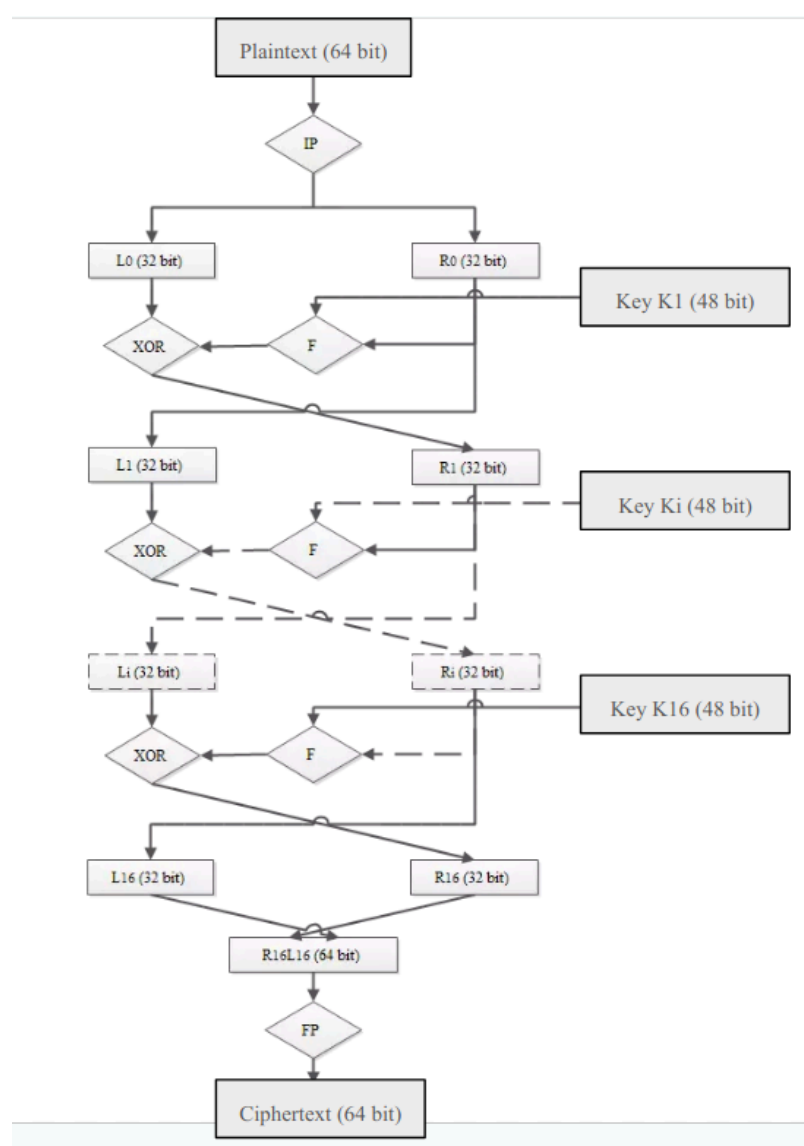 Plaintext (64 bit)
IP
L0 (32 bit)
R0 (32 bit)
Key K1 (48 bit)
XOR
F
L1 (32 bit)
R1 (32 bit)
Key Ki (48 bit)
XOR
F
Li (32 bit)
Ri (32 bit)
Key K16 (48 bit)
XOR
F
L16 (32 bit)
R16 (32 bit)
R16L16 (64 bit)
FP
Ciphertext (64 bit)